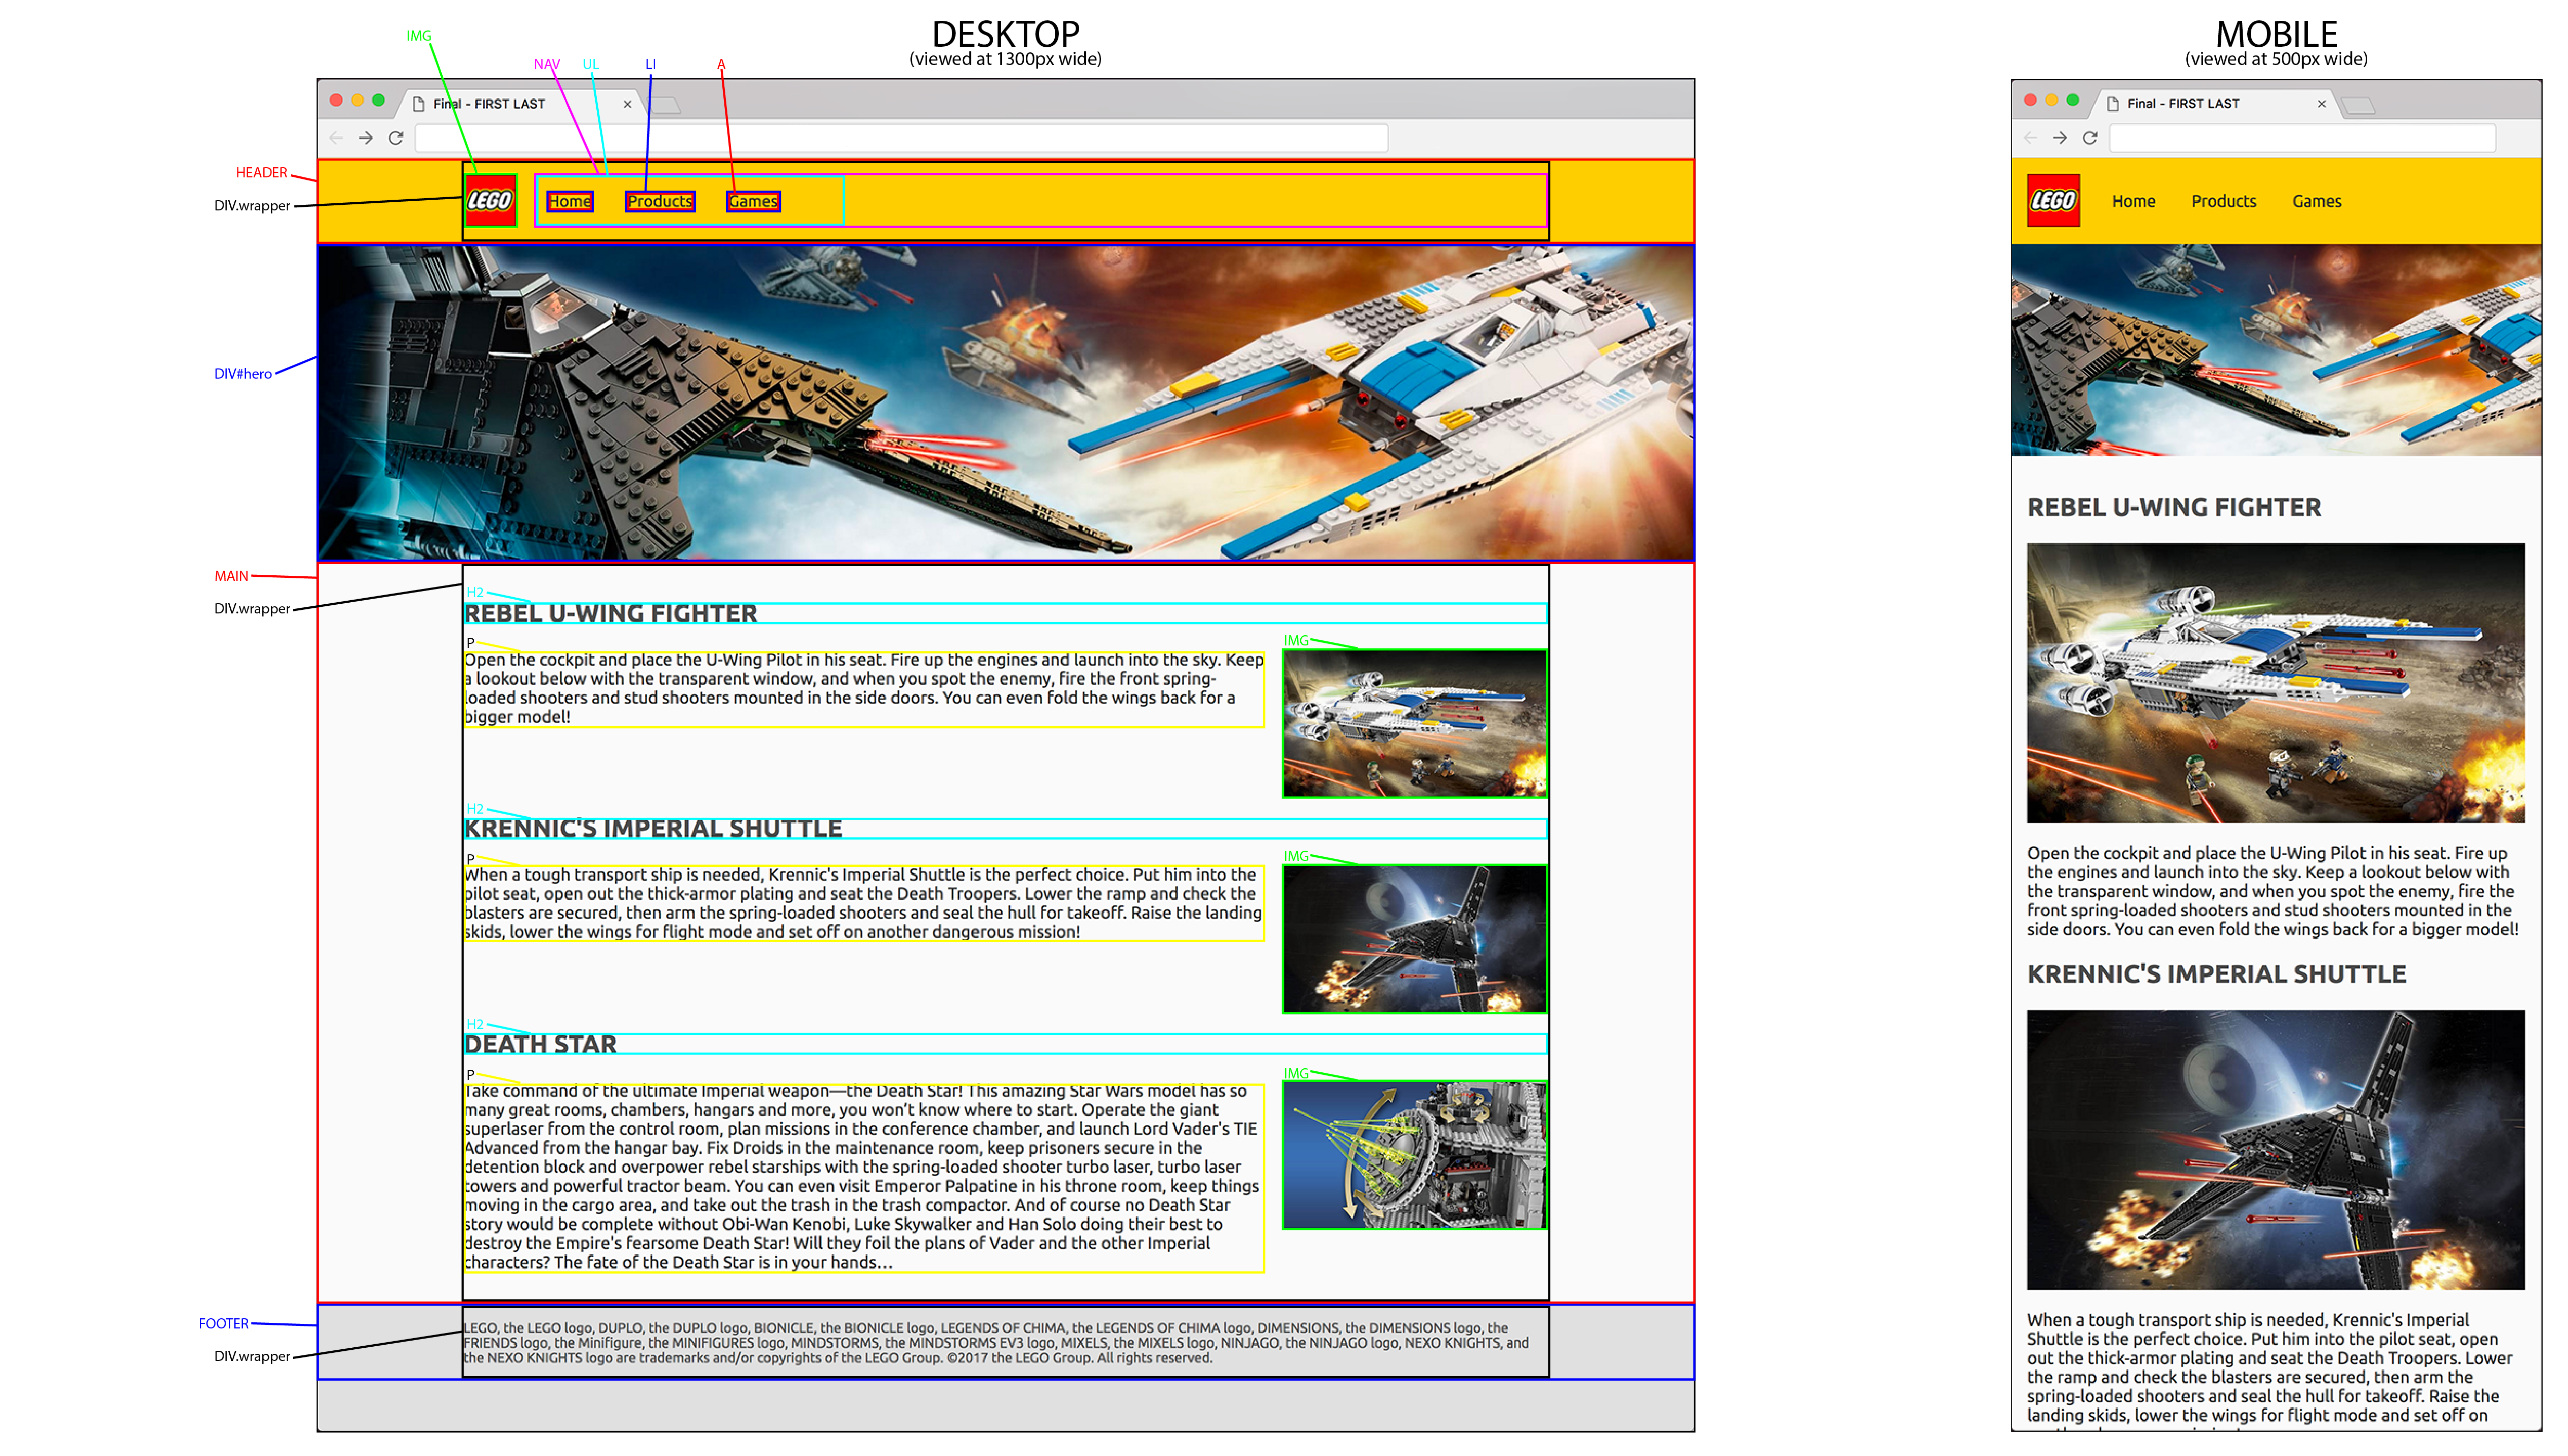 DESKTOP
(viewed at 1300px wide)
IMG
NAV
UL
LI
A
Final - FIRST LAST
HEADER
DIV.wrapper
LEGO
Home
Products
Games
DIV#hero
MAIN
DIV.wrapper
H2
REBEL U-WING FIGHTER
P
IMG
Open the cockpit and place the U-Wing Pilot in his seat. Fire up the engines and launch into the sky. Keep
a lookout below with the transparent window, and when you spot the enemy, fire the front spring-
loaded shooters and stud shooters mounted in the side doors. You can even fold the wings back for a
bigger model!
H2
KRENNIC'S IMPERIAL SHUTTLE
P
IMG
When a tough transport ship is needed, Krennic's Imperial Shuttle is the perfect choice. Put him into the
pilot seat, open out the thick-armor plating and seat the Death Troopers. Lower the ramp and check the
blasters are secured, then arm the spring-loaded shooters and seal the hull for takeoff. Raise the landing
skids, lower the wings for flight mode and set off on another dangerous mission!
H2
DEATH STAR
P
IMG
Take command of the ultimate Imperial weapon—the Death Star! This amazing Star Wars model has so
many great rooms, chambers, hangars and more, you won't know where to start. Operate the giant
superlaser from the control room, plan missions in the conference chamber, and launch Lord Vader's TIE
Advanced from the hangar bay. Fix Droids in the maintenance room, keep prisoners secure in the
detention block and overpower rebel starships with the spring-loaded shooter turbo laser, turbo laser
towers and powerful tractor beam. You can even visit Emperor Palpatine in his throne room, keep things
moving in the cargo area, and take out the trash in the trash compactor. And of course no Death Star
story would be complete without Obi-Wan Kenobi, Luke Skywalker and Han Solo doing their best to
destroy the Empire's fearsome Death Star! Will they foil the plans of Vader and the other Imperial
characters? The fate of the Death Star is in your hands…
FOOTER
DIV.wrapper
LEGO, the LEGO logo, DUPLO, the DUPLO logo, BIONICLE, the BIONICLE logo, LEGENDS OF CHIMA, the LEGENDS OF CHIMA logo, DIMENSIONS, the DIMENSIONS logo, the
FRIENDS logo, the Minifigure, the MINIFIGURES logo, MINDSTORMS, the MINDSTORMS EV3 logo, MIXELS, the MIXELS logo, NINJAGO, the NINJAGO logo, NEXO KNIGHTS, and
the NEXO KNIGHTS logo are trademarks and/or copyrights of the LEGO Group. ©2017 the LEGO Group. All rights reserved.
MOBILE
(viewed at 500px wide)
Final - FIRST LAST
LEGO
Home
Products
Games
REBEL U-WING FIGHTER
Open the cockpit and place the U-Wing Pilot in his seat. Fire up
the engines and launch into the sky. Keep a lookout below with
the transparent window, and when you spot the enemy, fire the
front spring-loaded shooters and stud shooters mounted in the
side doors. You can even fold the wings back for a bigger model!
KRENNIC'S IMPERIAL SHUTTLE
When a tough transport ship is needed, Krennic's Imperial
Shuttle is the perfect choice. Put him into the pilot seat, open
out the thick-armor plating and seat the Death Troopers. Lower
the ramp and check the blasters are secured, then arm the
spring-loaded shooters and seal the hull for takeoff. Raise the
landing skids, lower the wings for flight mode and set off on